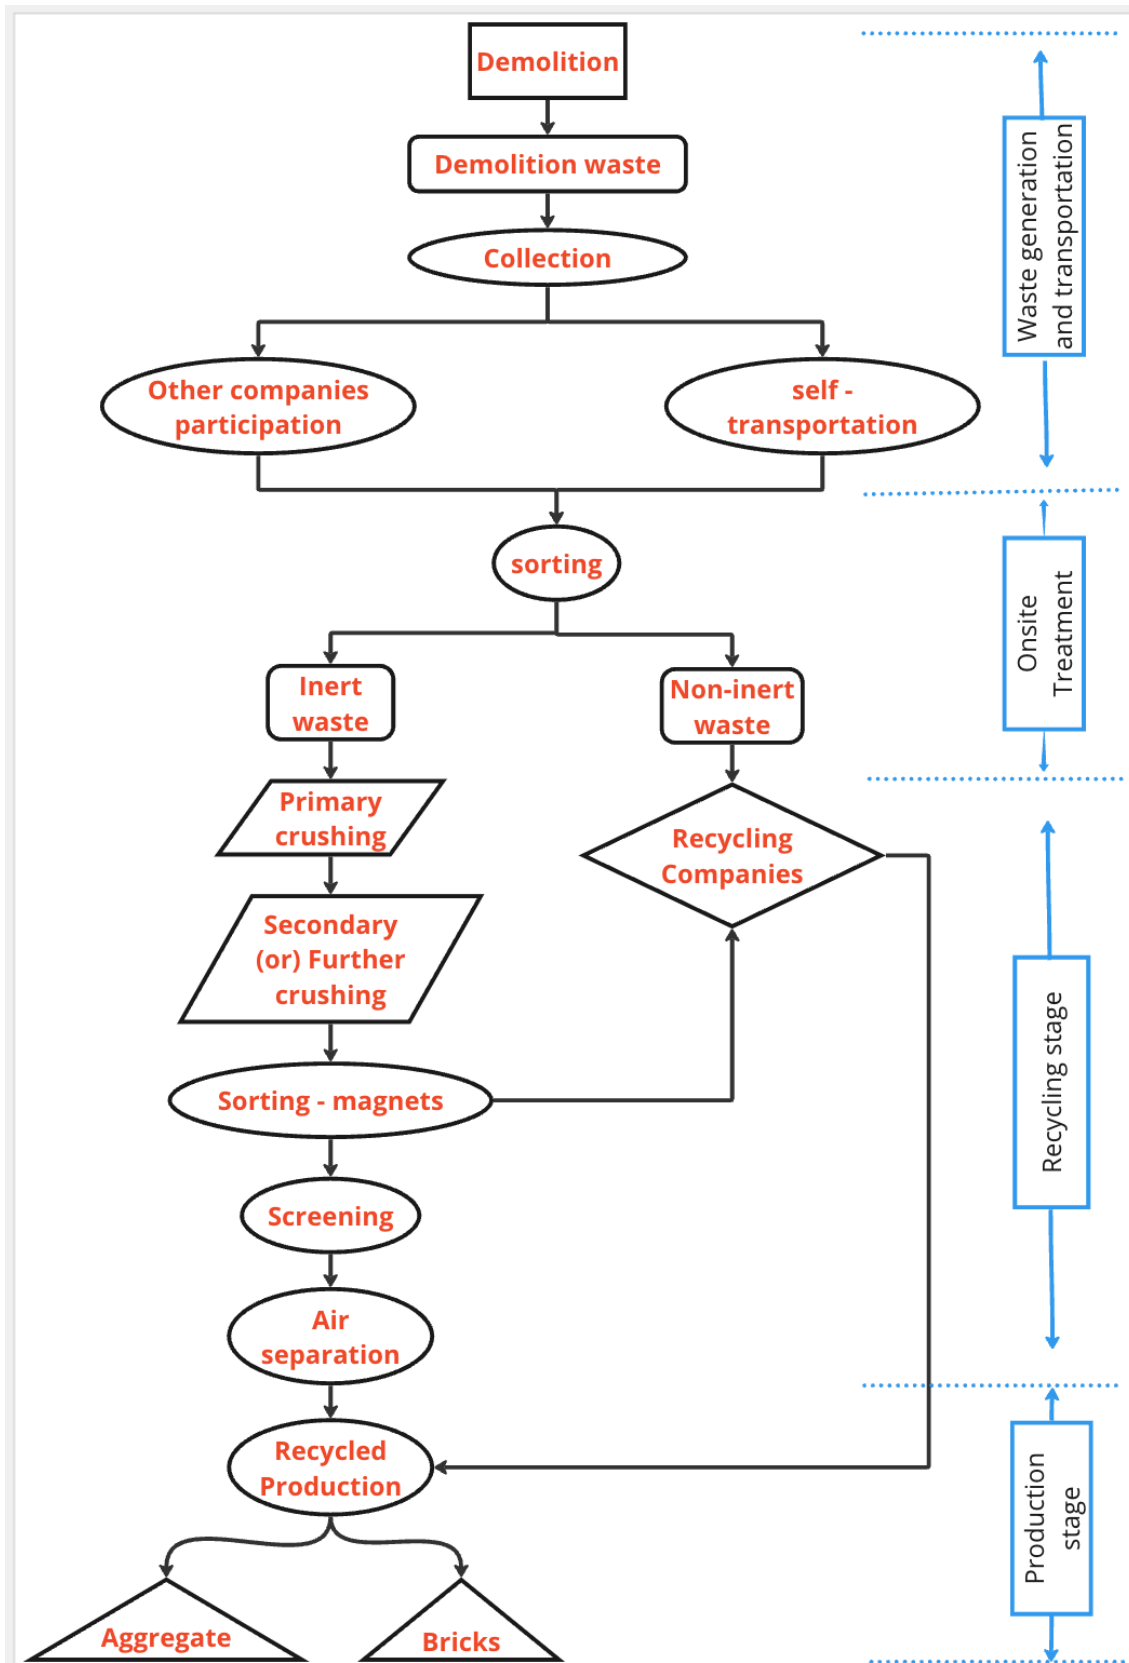 Demolition
Demolition waste
Collection
Other companies
participation
self -
transportation
sorting
Inert
waste
Non-inert
waste
Primary
crushing
Recycling
Companies
Secondary
(or) Further
crushing
Sorting - magnets
Screening
Air
separation
Recycled
Production
Aggregate
Bricks
Waste generation
and transportation
Onsite
Treatment
Recycling stage
Production
stage